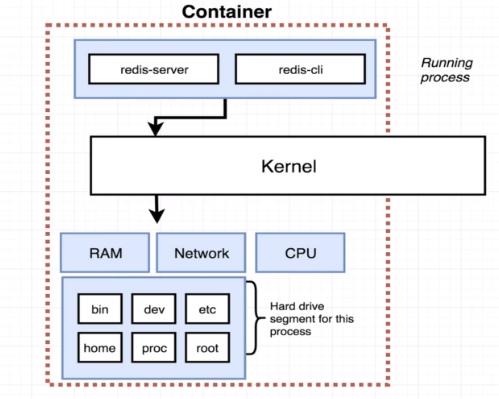 Container
redis-server
redis-cli
Running
process
Kernel
RAM
Network
CPU
bin
dev
etc
home
proc
root
Hard drive
segment for this
process